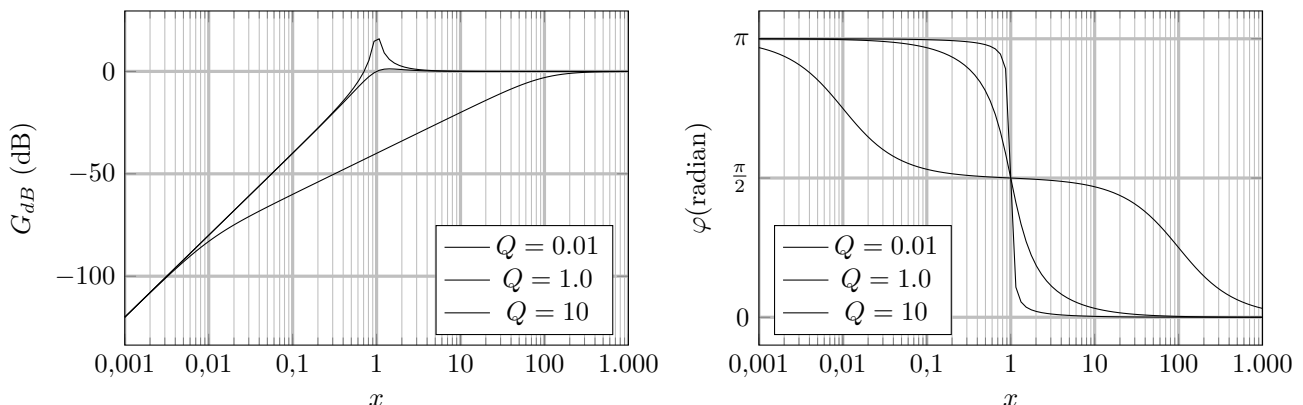 0
−50
−100
G_{dB} (dB)
0,001 0,01 0,1 1 10 100 1.000
x
Q = 0.01
Q = 1.0
Q = 10
π
π/2
0
φ(radian)
0,001 0,01 0,1 1 10 100 1.000
x
Q = 0.01
Q = 1.0
Q = 10